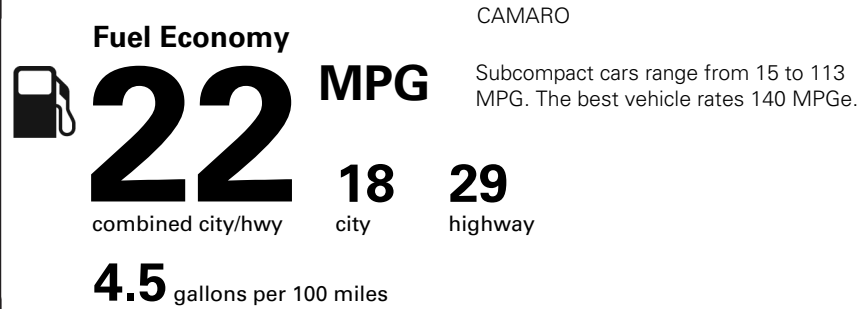 CAMARO
Fuel Economy
22 MPG
Subcompact cars range from 15 to 113
MPG. The best vehicle rates 140 MPGe.
combined city/hwy
18
city
29
highway
4.5 gallons per 100 miles